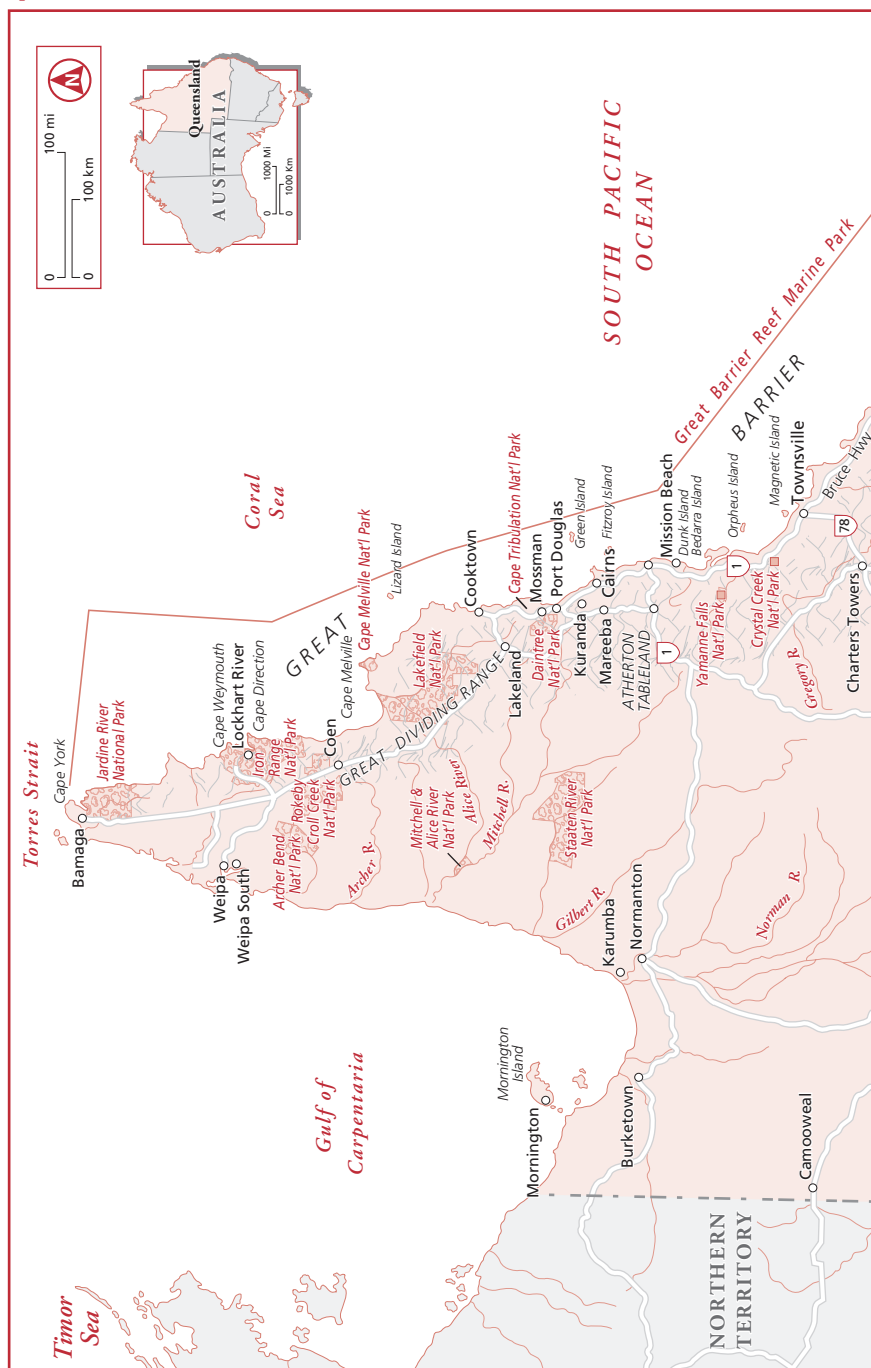 Timor
Sea
Torres Strait
Gulf of
Carpentaria
Coral
Sea
SOUTH PACIFIC
OCEAN
0
100 mi
0
100 km
N
Queensland
AUSTRALIA
0
1000 Mi
0
1000 Km
Cape York
Bamaga
Jardine River
National Park
Weipa
Weipa South
Cape Weymouth
Lockhart River
Cape Direction
Iron
Range
Nat'l Park
Archer Bend
Nat'l Park
Rokeby
Croll Creek
Nat'l Park
Coen
Archer R.
GREAT
BARRIER
Cape Melville
Cape Melville Nat'l Park
Lizard Island
Lakefield
Nat'l Park
GREAT DIVIDING RANGE
Mitchell &
Alice River
Nat'l Park
Alice River
Mitchell R.
Cooktown
Lakeland
Cape Tribulation Nat'l Park
Mossman
Daintree
Nat'l Park
Port Douglas
Green Island
Kuranda
Cairns
Fitzroy Island
Mareeba
ATHERTON
TABLELAND
Staaten River
Nat'l Park
Gilbert R.
Karumba
Normanton
Norman R.
Mornington
Island
Mornington
Burketown
Camooweal
NORTHERN
TERRITORY
Mission Beach
Dunk Island
Bedarra Island
Great Barrier Reef Marine Park
1
1
Yamanne Falls
Nat'l Park
Orpheus Island
Crystal Creek
Nat'l Park
Magnetic Island
Townsville
Bruce Hwy
78
Gregory R.
Charters Towers